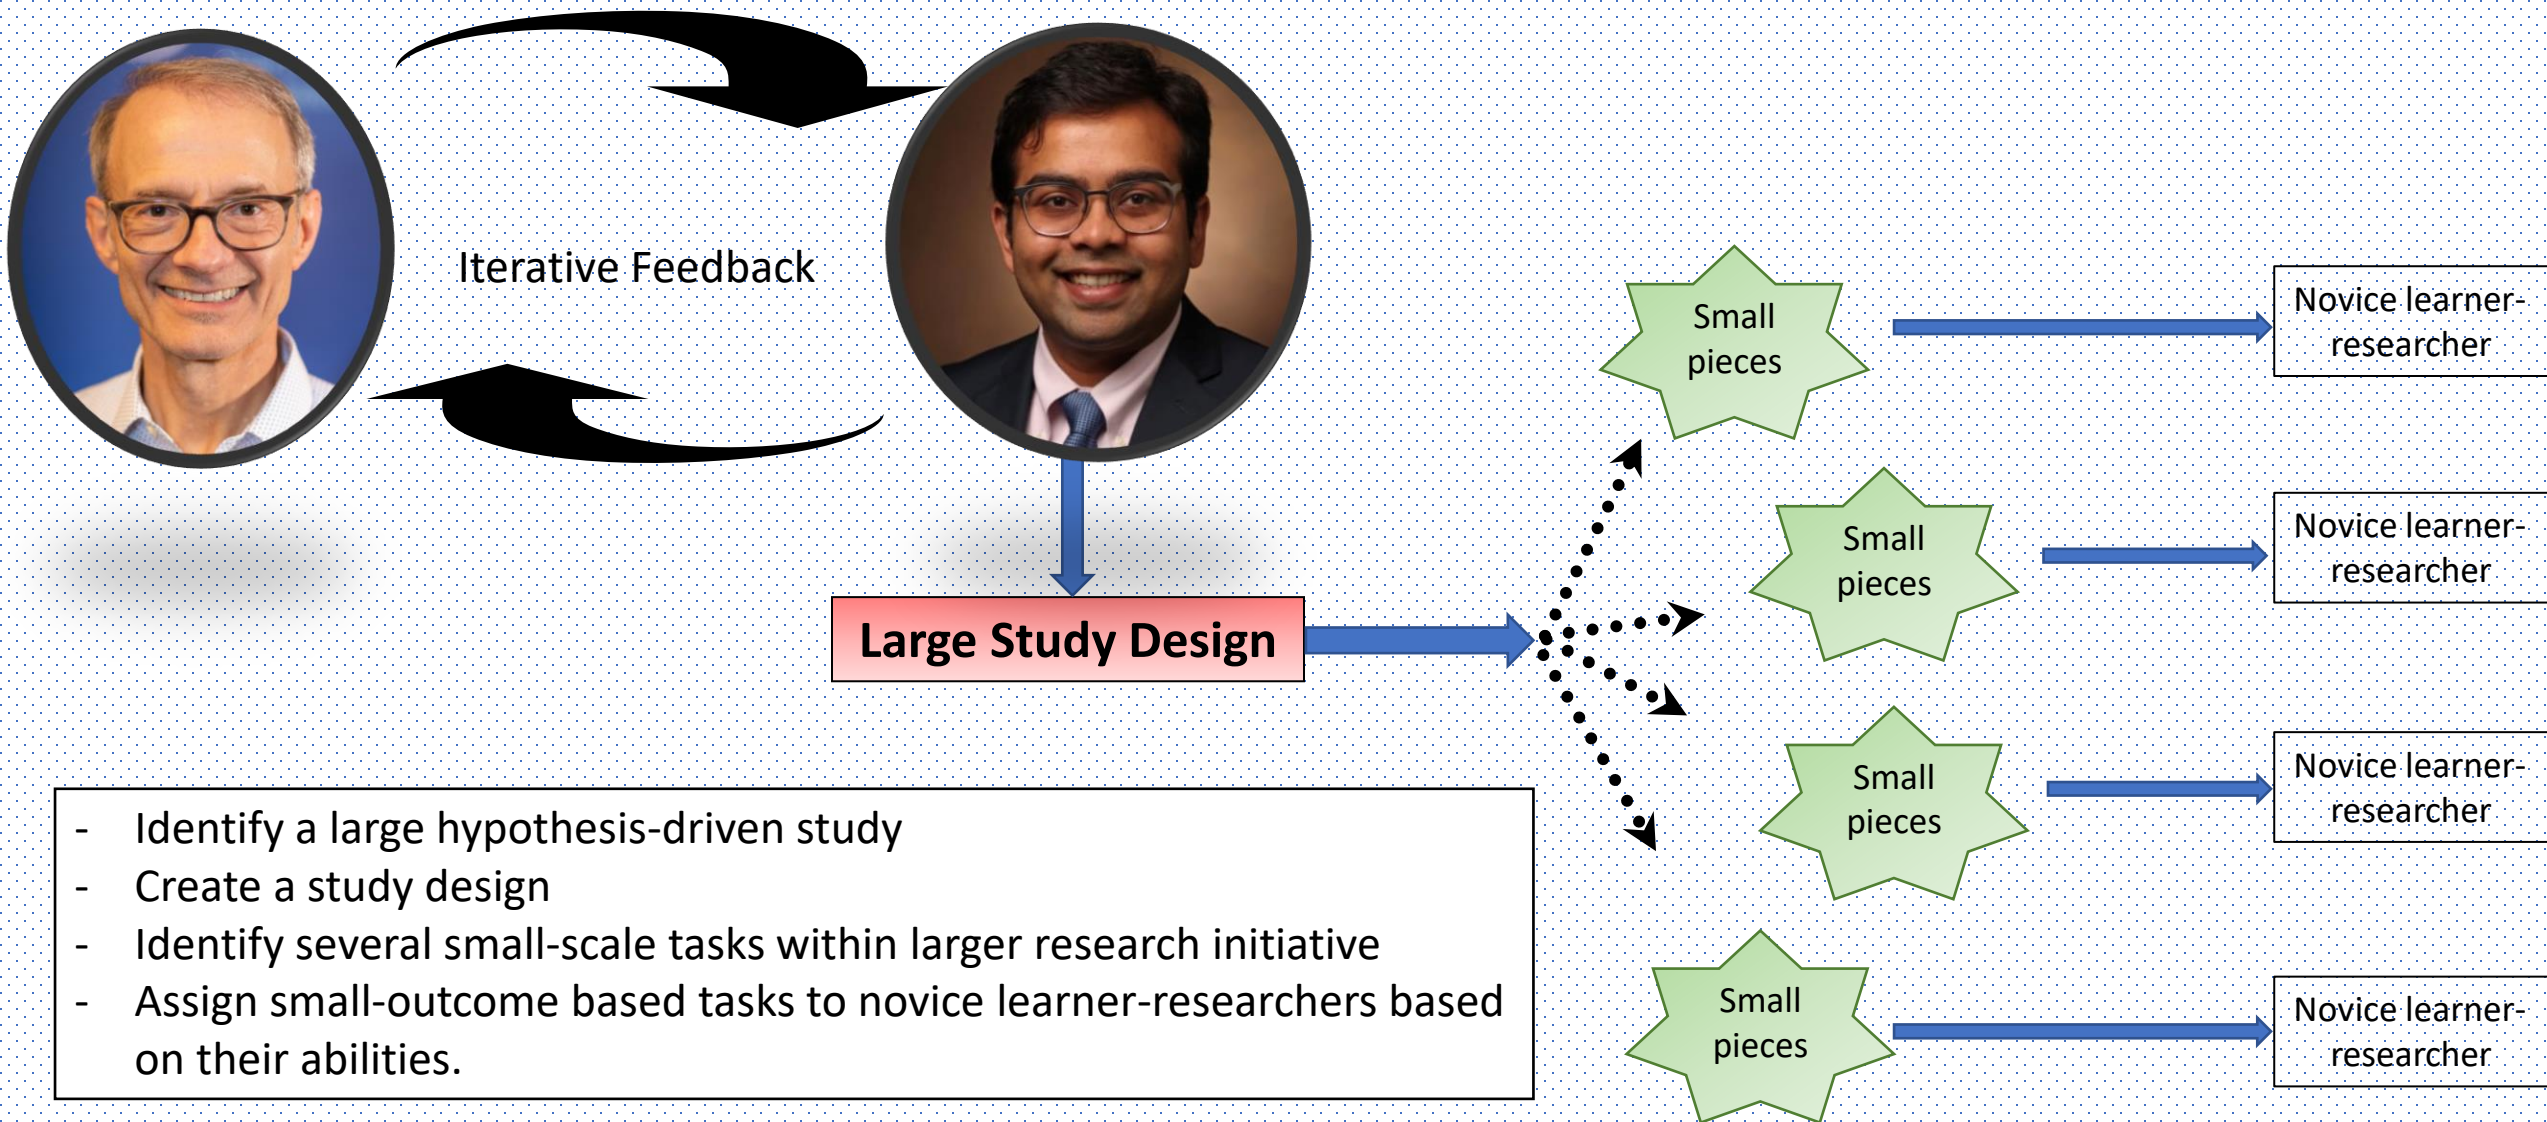 Iterative Feedback
Large Study Design
Small
pieces
Novice learner-
researcher
Small
pieces
Novice learner-
researcher
Small
pieces
Novice learner-
researcher
Small
pieces
Novice learner-
researcher
- Identify a large hypothesis-driven study
- Create a study design
- Identify several small-scale tasks within larger research initiative
- Assign small-outcome based tasks to novice learner-researchers based
on their abilities.